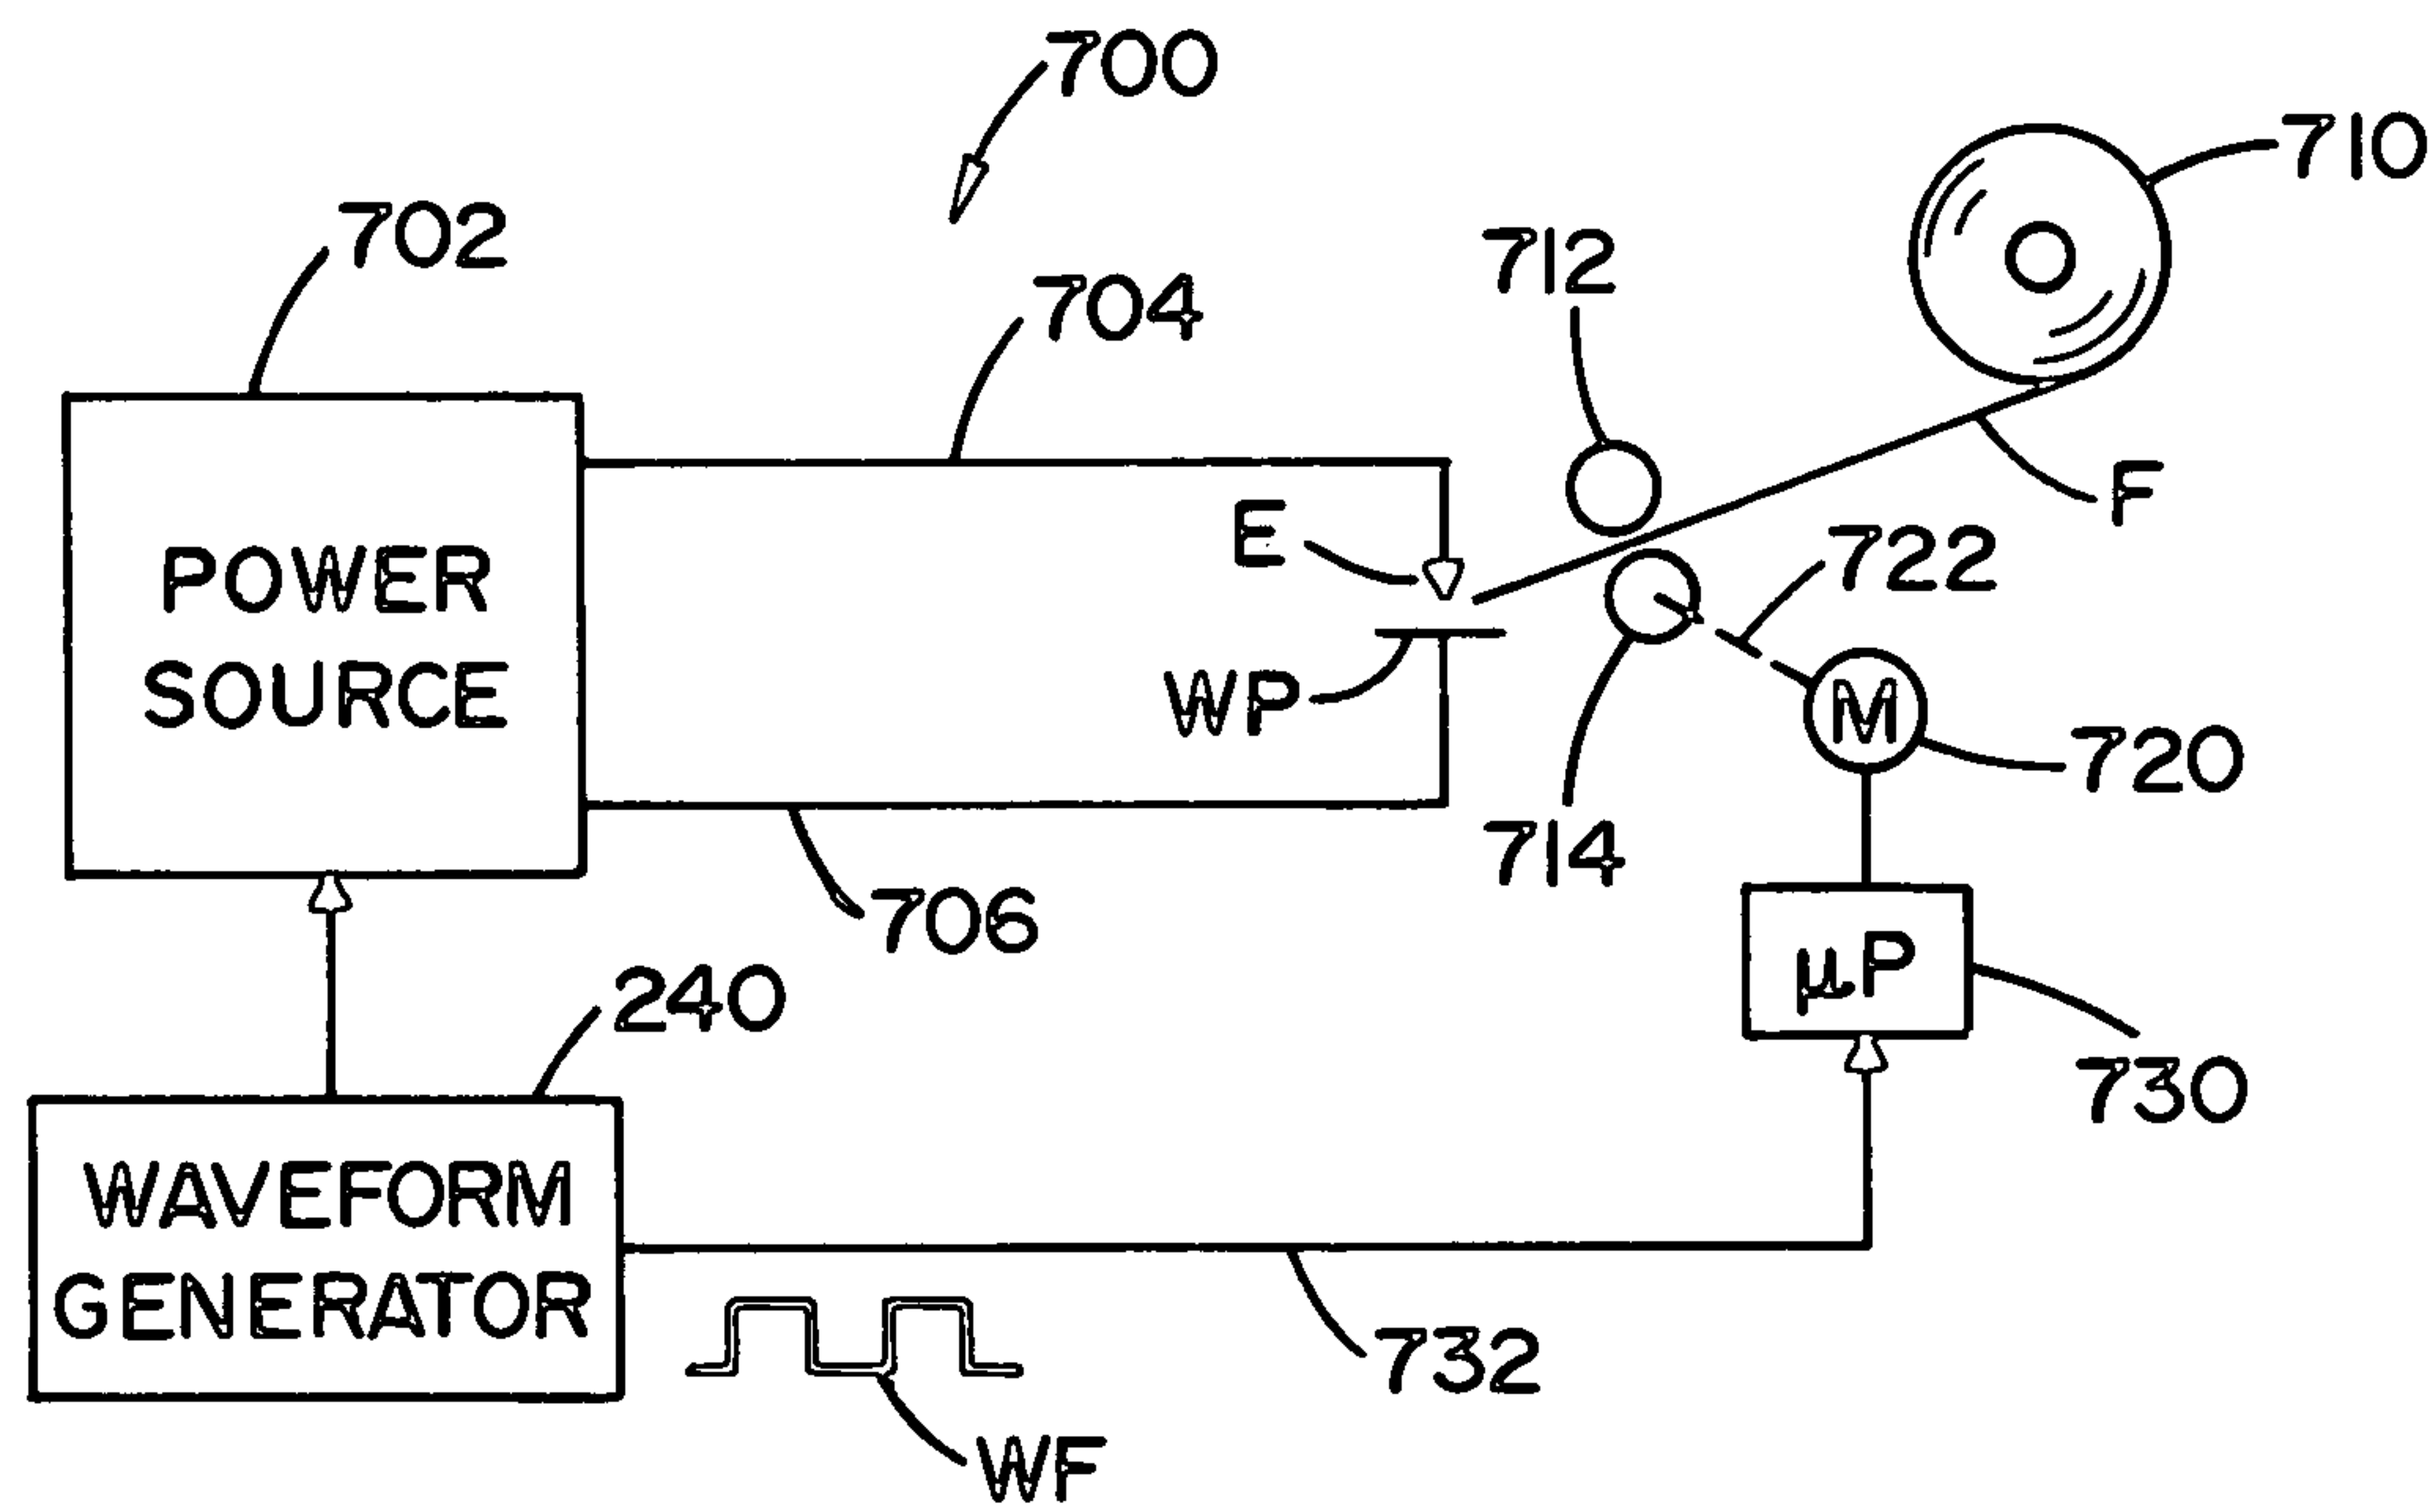 700
710
702
712
704
F
E
722
POWER
SOURCE
WP
M
720
714
706
µP
240
730
WAVEFORM
GENERATOR
732
WF